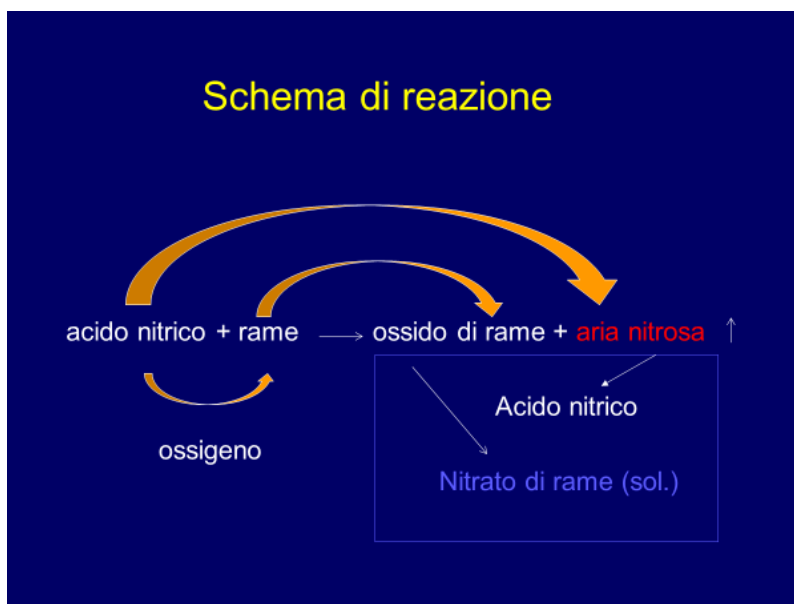 Schema di reazione
acido nitrico + rame → ossido di rame + aria nitrosa ↑
Acido nitrico
ossigeno
Nitrato di rame (sol.)